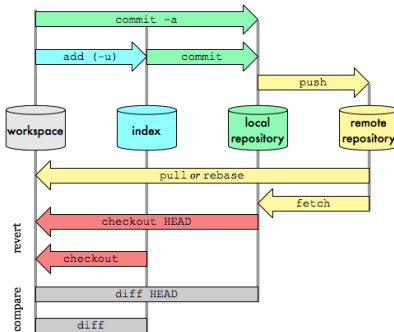 commit -a
add (-u)
commit
push
workspace
index
local
repository
remote
repository
pull or rebase
fetch
revert
checkout HEAD
checkout
compare
diff HEAD
diff